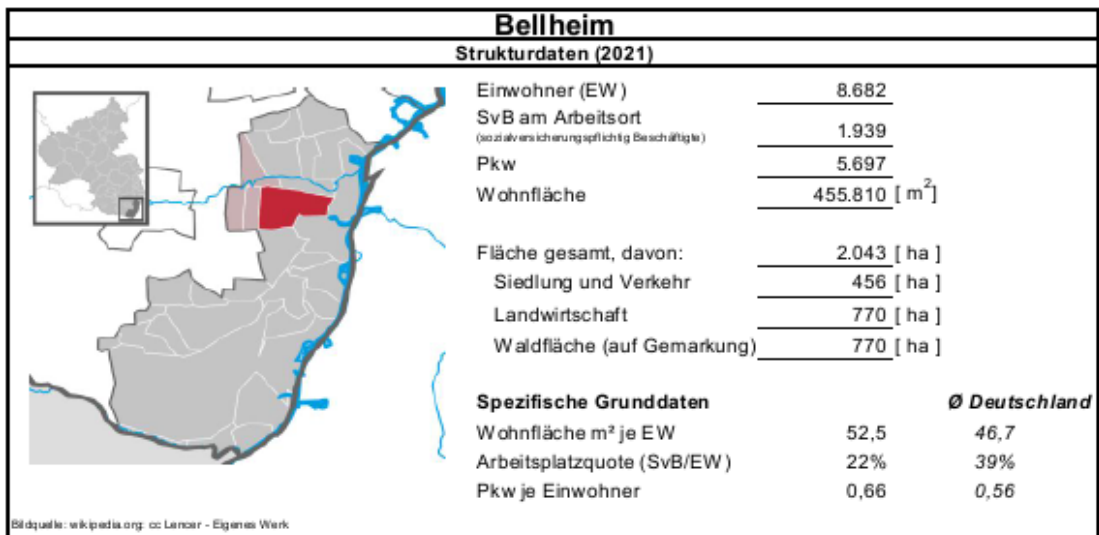 Bellheim
Strukturdaten (2021)
Einwohner (EW) 8.682
SvB am Arbeitsort 1.939
(sozialversicherungspflichtig Beschäftigte)
Pkw 5.697
Wohnfläche 455.810 [ m²]
Fläche gesamt, davon: 2.043 [ ha ]
Siedlung und Verkehr 456 [ ha ]
Landwirtschaft 770 [ ha ]
Waldfläche (auf Gemarkung) 770 [ ha ]
Spezifische Grunddaten Ø Deutschland
Wohnfläche m² je EW 52,5 46,7
Arbeitsplatzquote (SvB/EW) 22% 39%
Pkw je Einwohner 0,66 0,56
Bildquelle: wikipedia.org: cc Lencer - Eigenes Werk